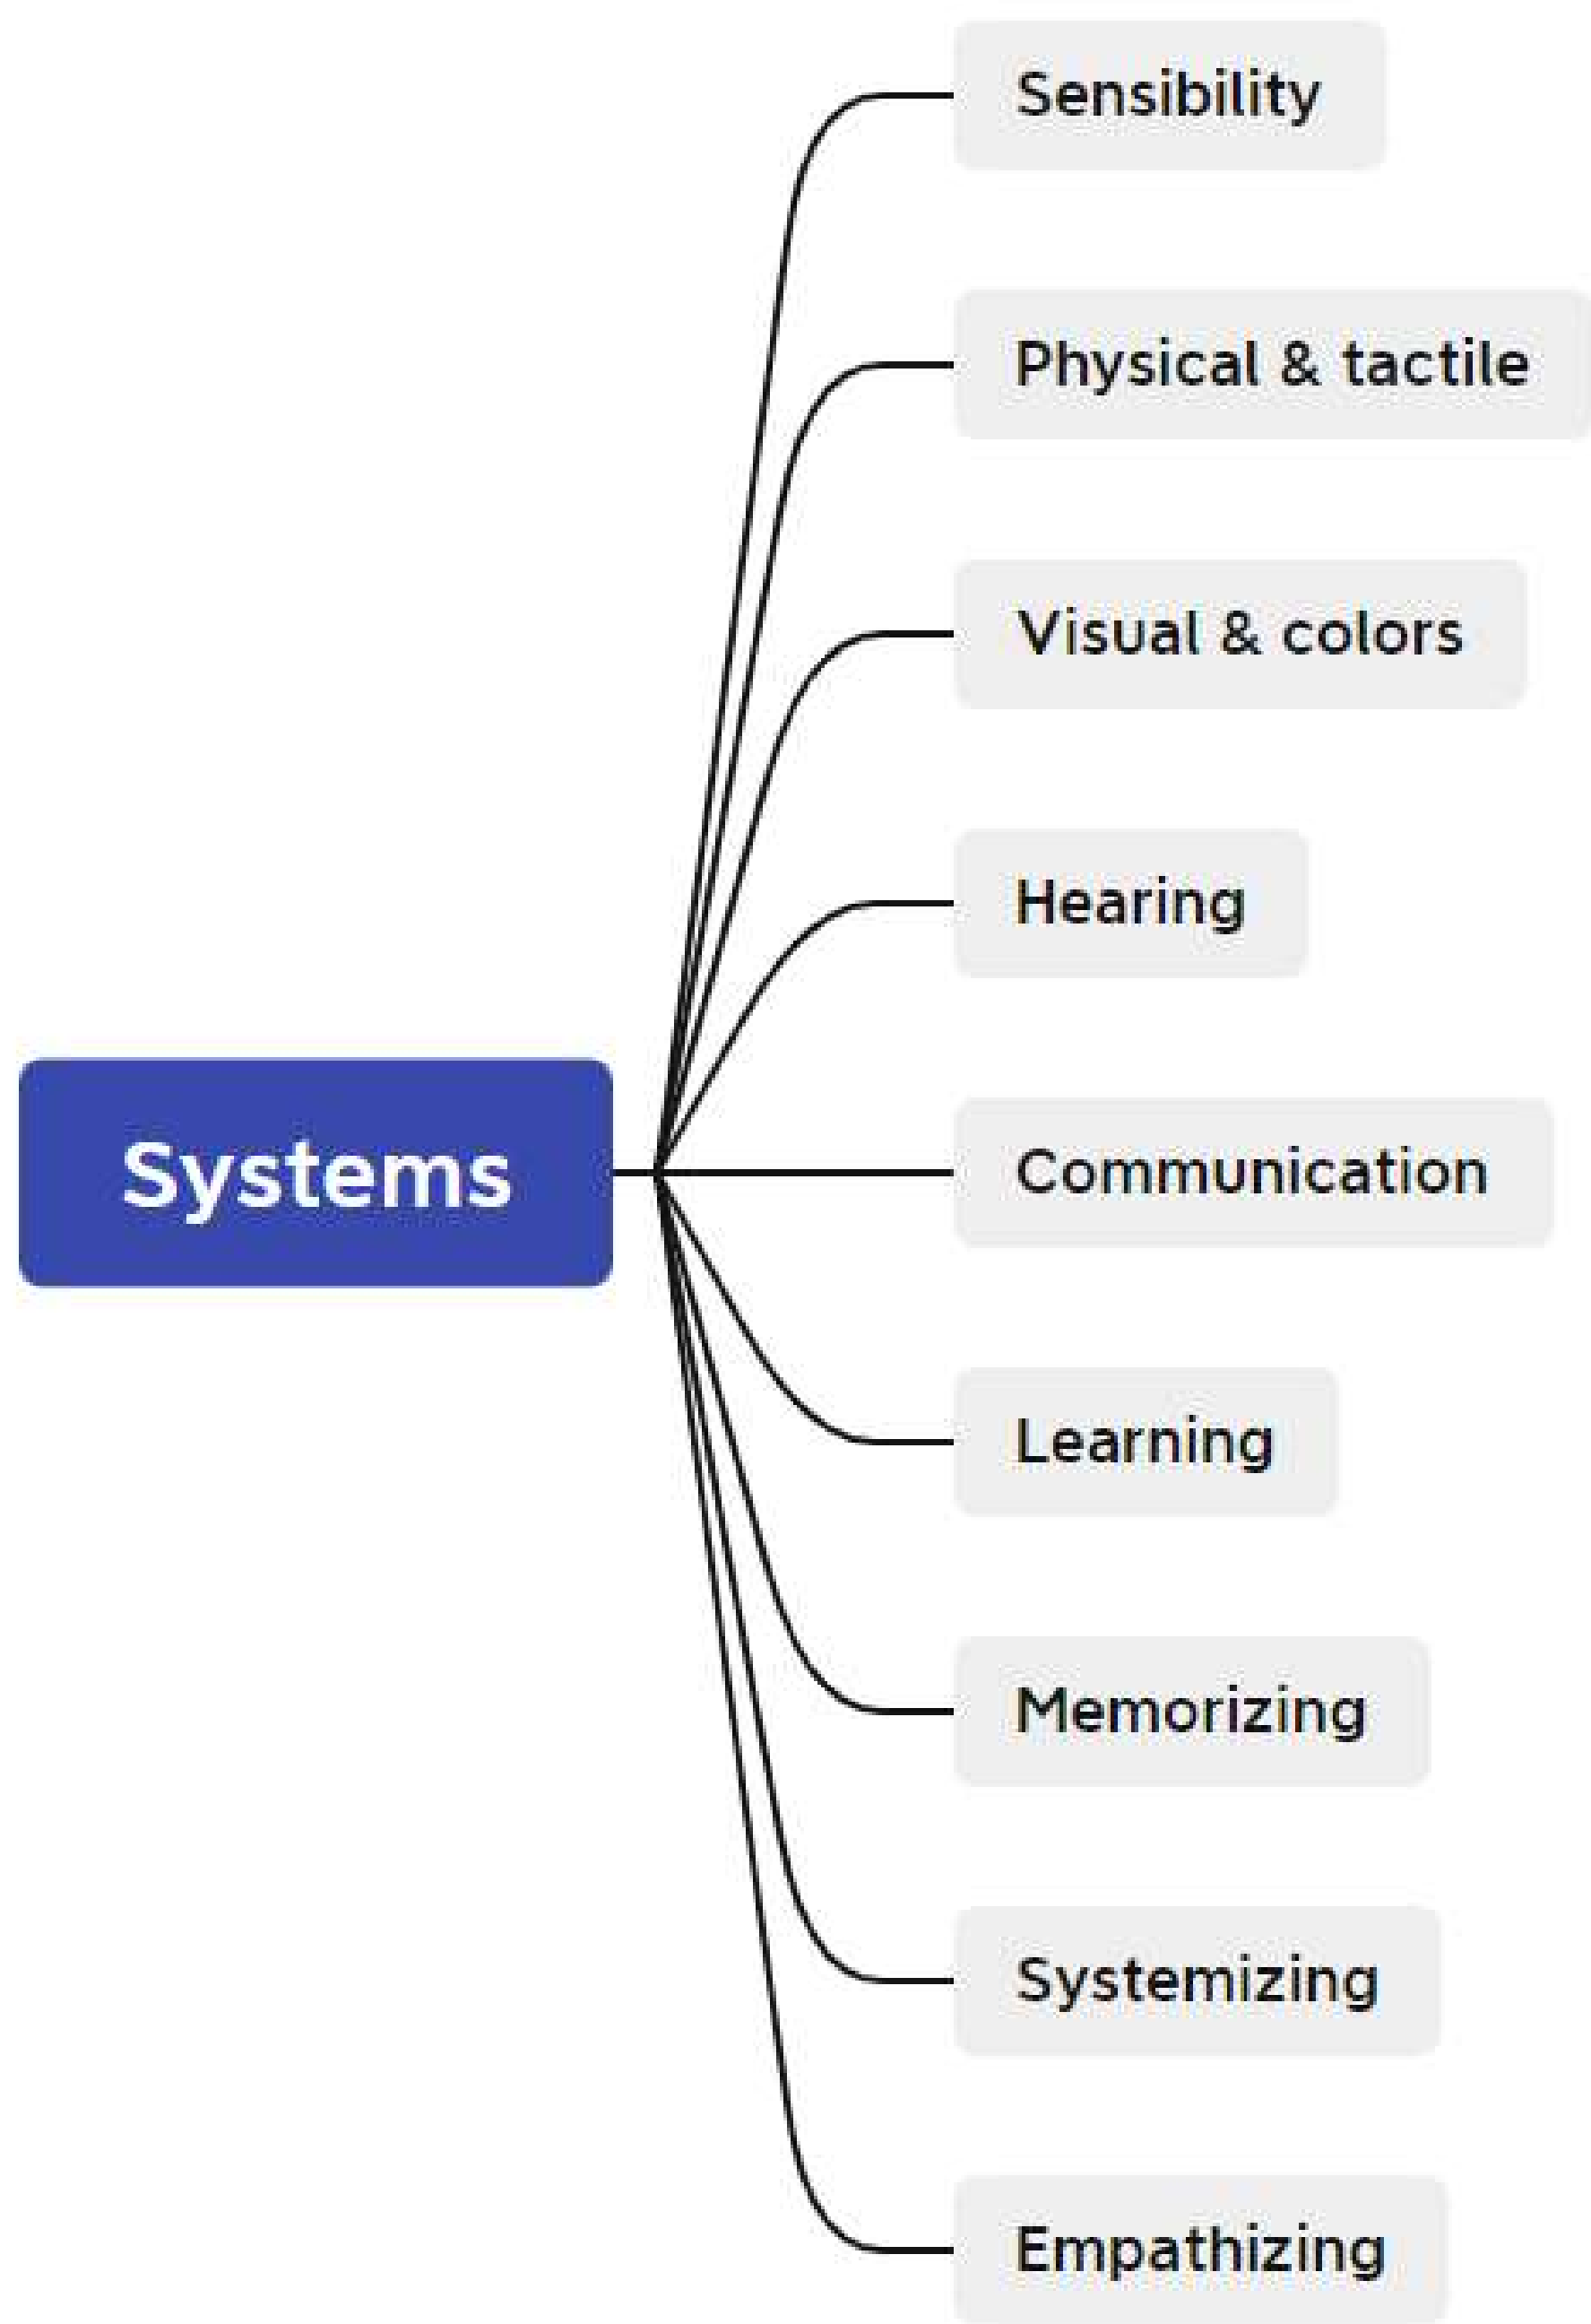 Sensibility
Physical & tactile
Visual & colors
Hearing
Systems
Communication
Learning
Memorizing
Systemizing
Empathizing